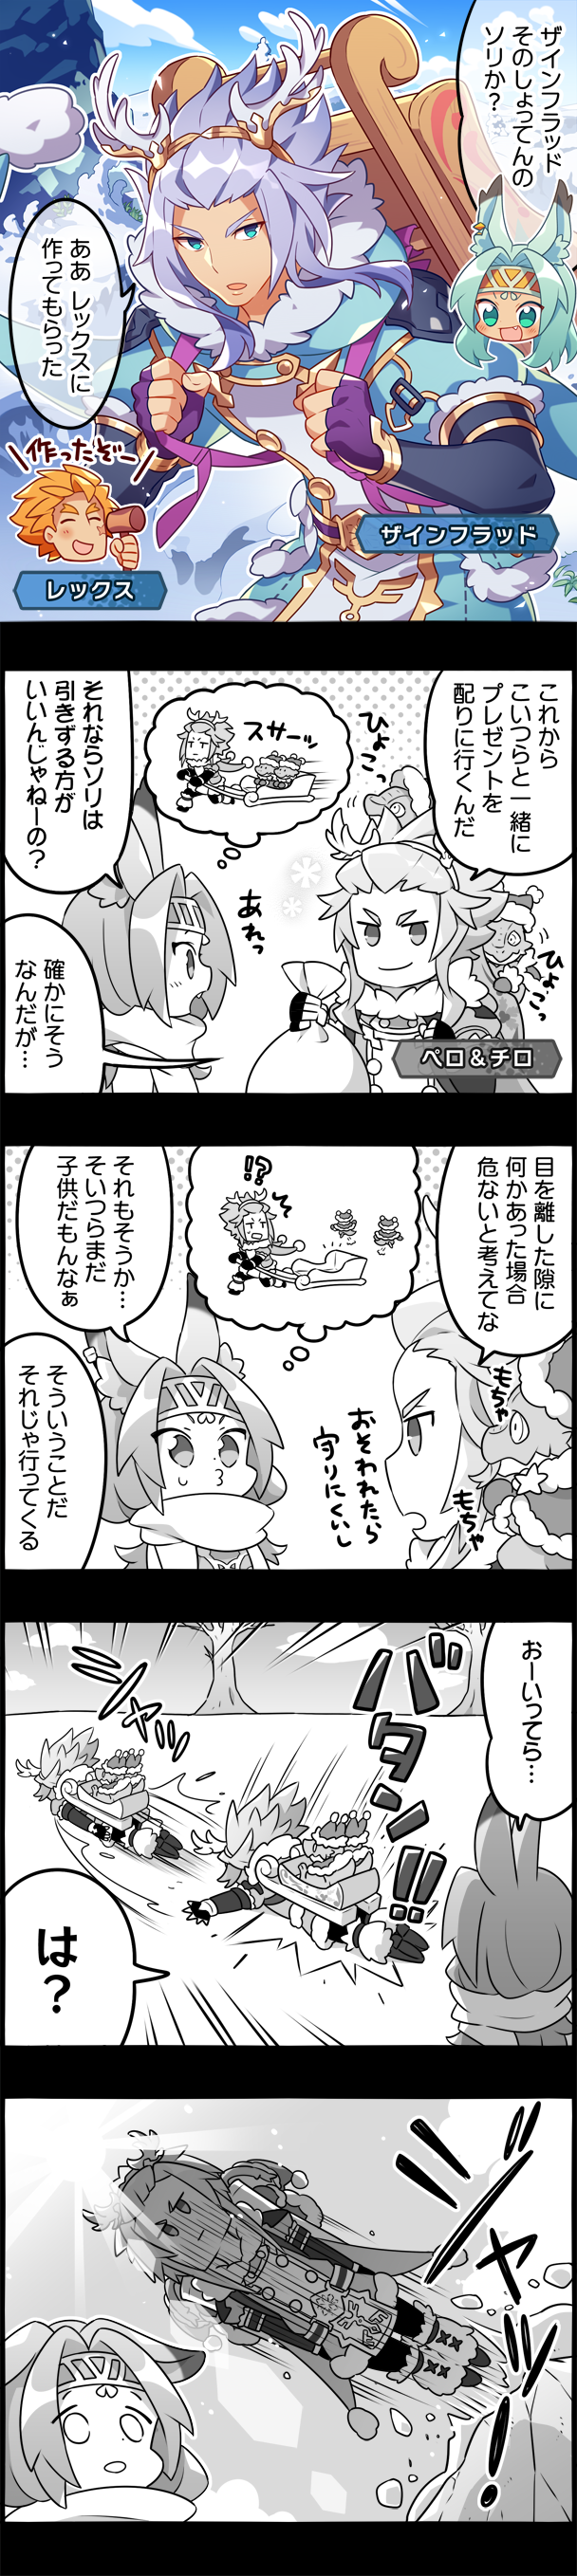 ザインフラッド
そのしょってんの
ソリか?
ああ レックスに
作ってもらった
作ったぞー
ザインフラッド
レックス
これから
こいつらと一緒に
プレゼントを
配りに行くんだ
ひょこっ
スサーッ
それならソリは
引きずる方が
いいんじゃねーの?
あれっ
ひょこっ
確かにそう
なんだが…
ペロ&チロ
目を離した隙に
何かあった場合
危ないと考えてな
!?
それもそうか…
そいつらまだ
子供だもんなぁ
もちゃ
もちゃ
おそわれたら
守りにくいし
そういうことだ
それじゃ行ってくる
おーいってら…
バタン!!
シャッ
は?
シャッ!